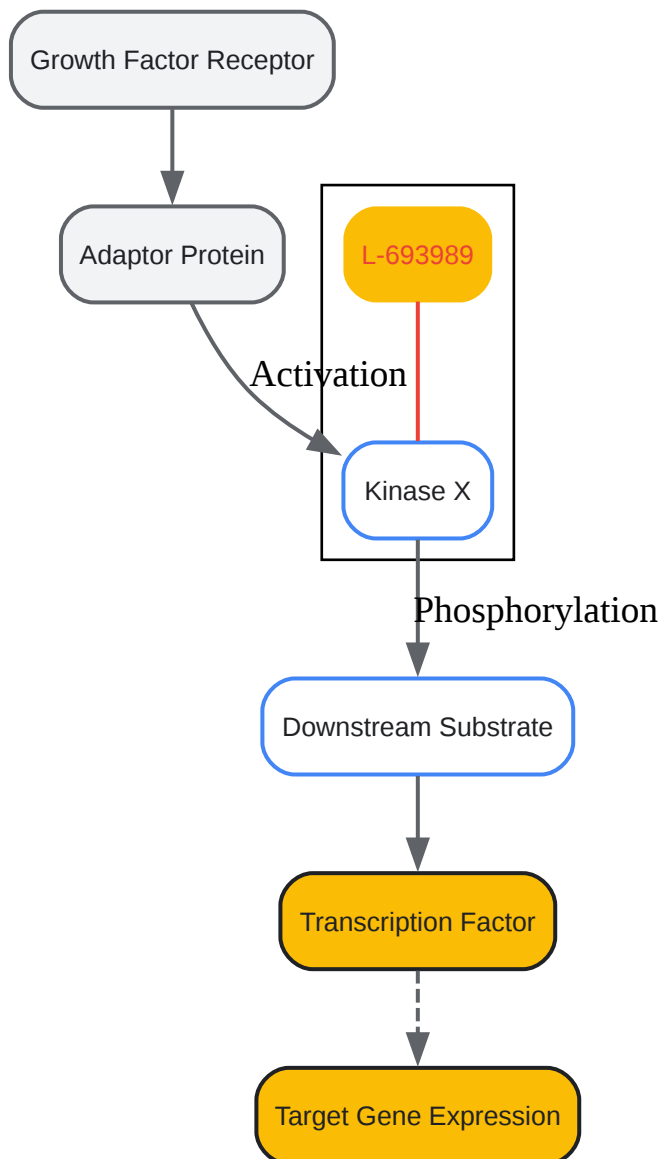 Growth Factor Receptor
Adaptor Protein
L-693989
Activation
Kinase X
Phosphorylation
Downstream Substrate
Transcription Factor
Target Gene Expression